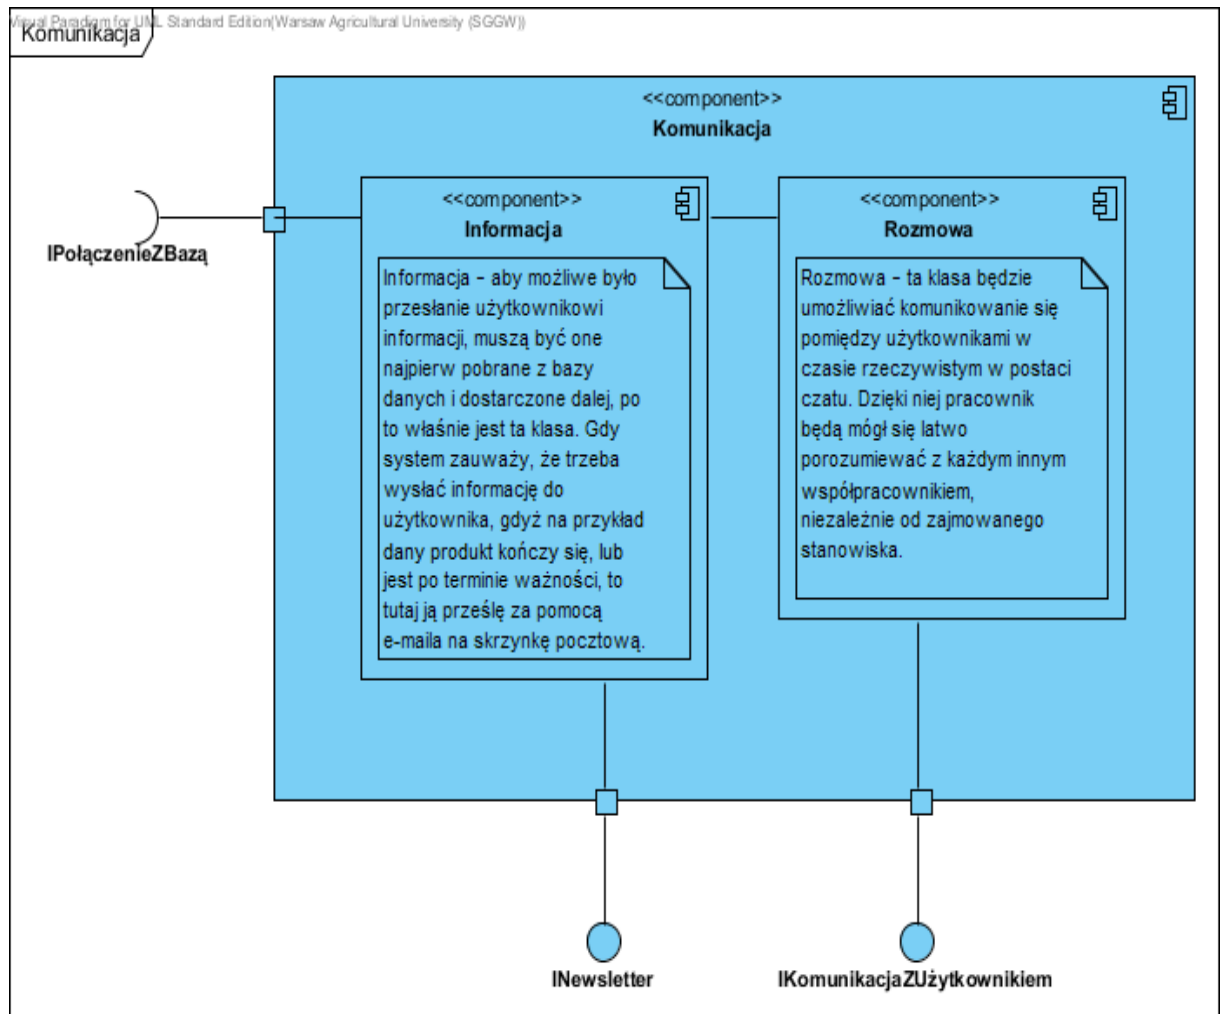 Visual Paradigm for UML Standard Edition(Warsaw Agricultural University (SGGW))
Komunikacja
<<component>>
Komunikacja
IPołączenieZBazą
<<component>>
Informacja
Informacja – aby możliwe było
przesłanie użytkownikowi
informacji, muszą być one
najpierw pobrane z bazy
danych i dostarczone dalej, po
to właśnie jest ta klasa. Gdy
system zauważy, że trzeba
wysłać informację do
użytkownika, gdyż na przykład
dany produkt kończy się, lub
jest po terminie ważności, to
tutaj ją prześlę za pomocą
e-maila na skrzynkę pocztową.
<<component>>
Rozmowa
Rozmowa – ta klasa będzie
umożliwiać komunikowanie się
pomiędzy użytkownikami w
czasie rzeczywistym w postaci
czatu. Dzięki niej pracownik
będą mógł się latwo
porozumiewać z każdym innym
współpracownikiem,
niezależnie od zajmowanego
stanowiska.
INewsletter
IKomunikacjaZUżytkownikiem